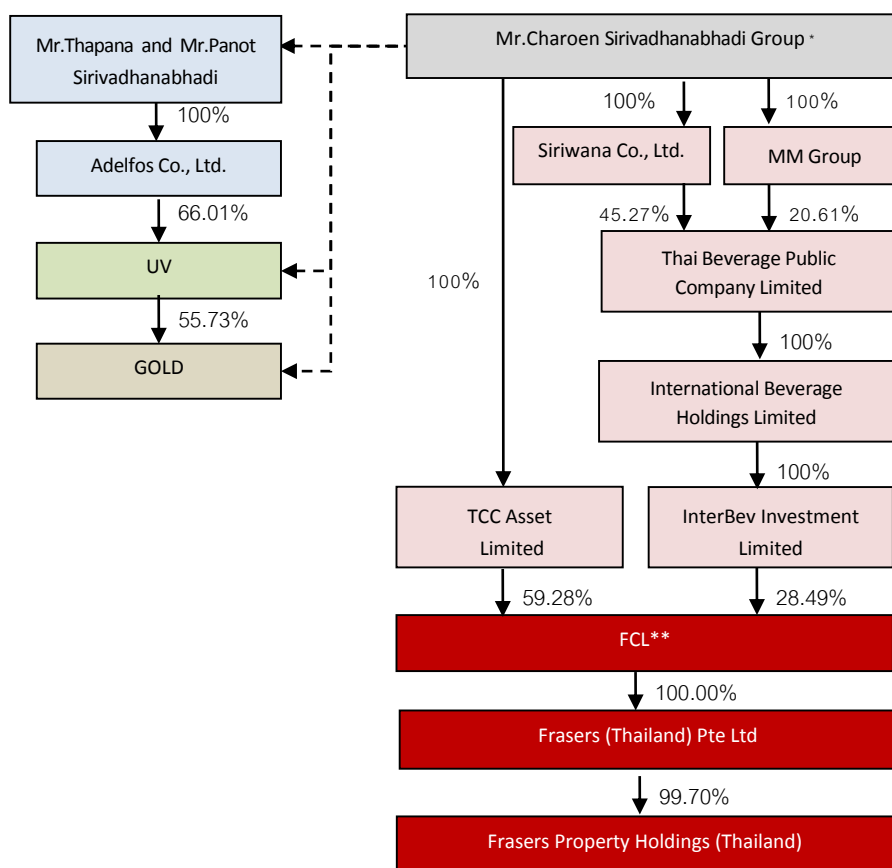 Mr.Thapana and Mr.Panot
Sirivadhanabhadi
Mr.Charoen Sirivadhanabhadi Group *
100%
100%
100%
Adelfos Co., Ltd.
Siriwana Co., Ltd.
MM Group
66.01%
45.27%
20.61%
UV
Thai Beverage Public
Company Limited
100%
55.73%
100%
GOLD
International Beverage
Holdings Limited
100%
TCC Asset
Limited
InterBev Investment
Limited
59.28%
28.49%
FCL**
100.00%
Frasers (Thailand) Pte Ltd
99.70%
Frasers Property Holdings (Thailand)